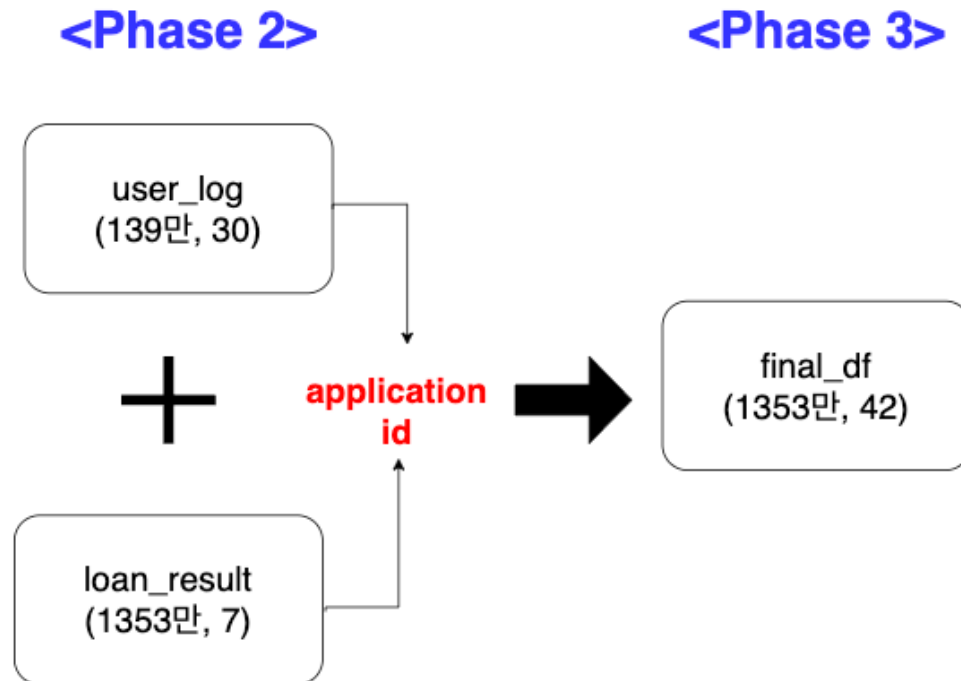 <Phase 2>
<Phase 3>
user_log
(139만, 30)
application
id
final_df
(1353만, 42)
loan_result
(1353만, 7)